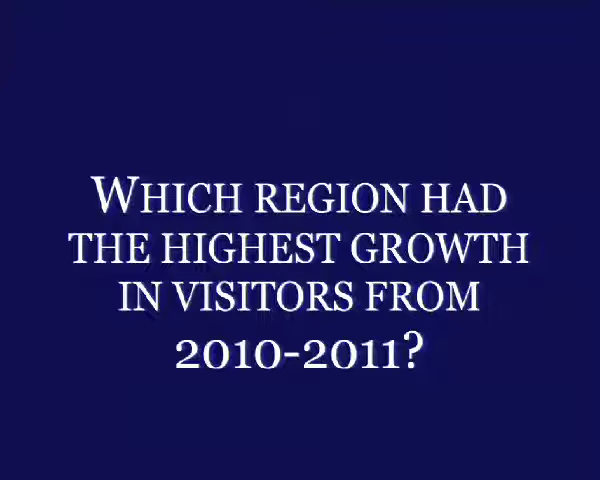 WHICH REGION HAD
THE HIGHEST GROWTH
IN VISITORS FROM
2010-2011?